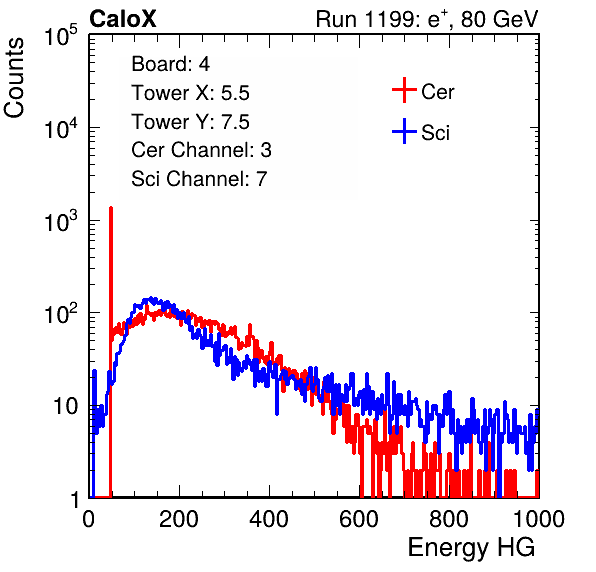 CaloX Run 1199: e⁺, 80 GeV
Counts
10⁵
10⁴
10³
10²
10
1
Board: 4
Tower X: 5.5
Tower Y: 7.5
Cer Channel: 3
Sci Channel: 7
Cer
Sci
0 200 400 600 800 1000
Energy HG